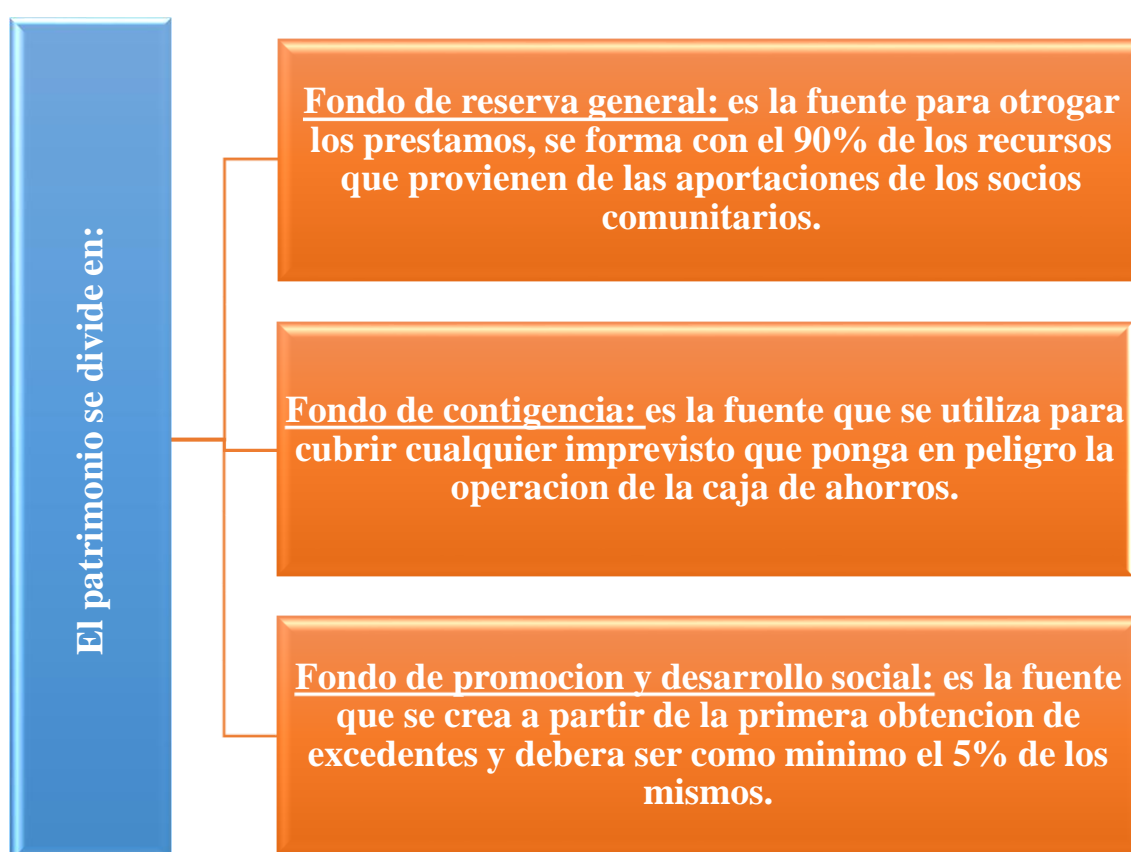 El patrimonio se divide en:
Fondo de reserva general: es la fuente para otrogar
los prestamos, se forma con el 90% de los recursos
que provienen de las aportaciones de los socios
comunitarios.
Fondo de contigencia: es la fuente que se utiliza para
cubrir cualquier imprevisto que ponga en peligro la
operacion de la caja de ahorros.
Fondo de promocion y desarrollo social: es la fuente
que se crea a partir de la primera obtencion de
excedentes y debera ser como minimo el 5% de los
mismos.